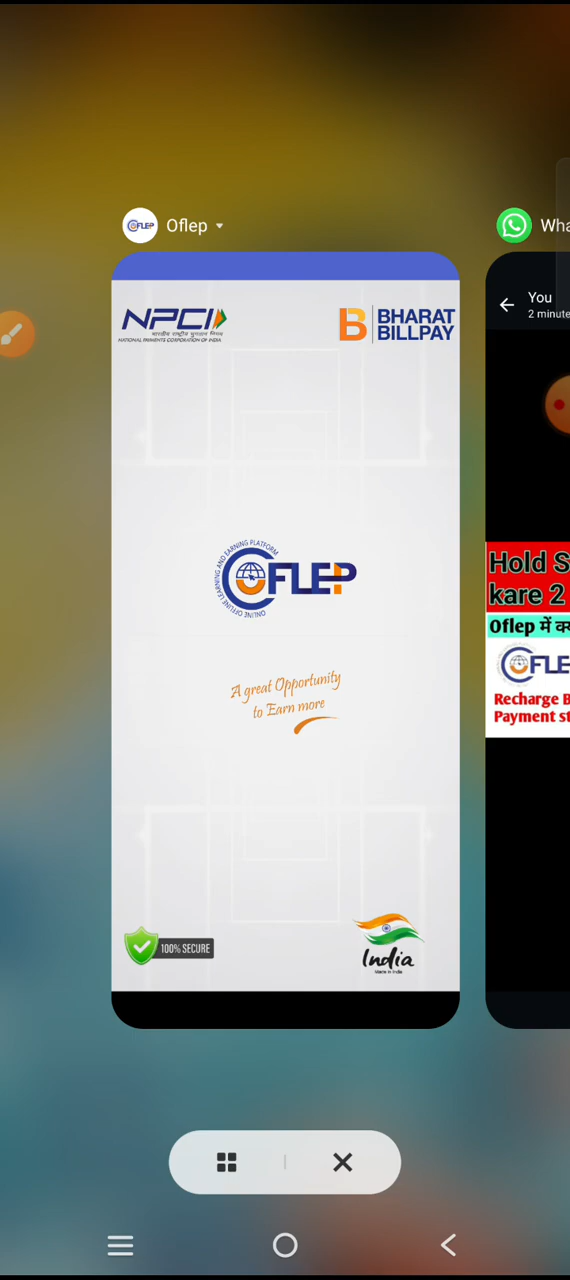 Oflep
Wha
NPCI
भारतीय राष्ट्रीय भुगतान निगम
NATIONAL PAYMENTS CORPORATION OF INDIA
B BHARAT
BILLPAY
ONLINE OFFLINE LEARNING AND EARNING PLATFORM
OFLEP
A great Opportunity
to Earn more
100% SECURE
India
Made in India
You
2 minute
Hold S
kare 2
Oflep में क्य
OFLE
Recharge B
Payment st